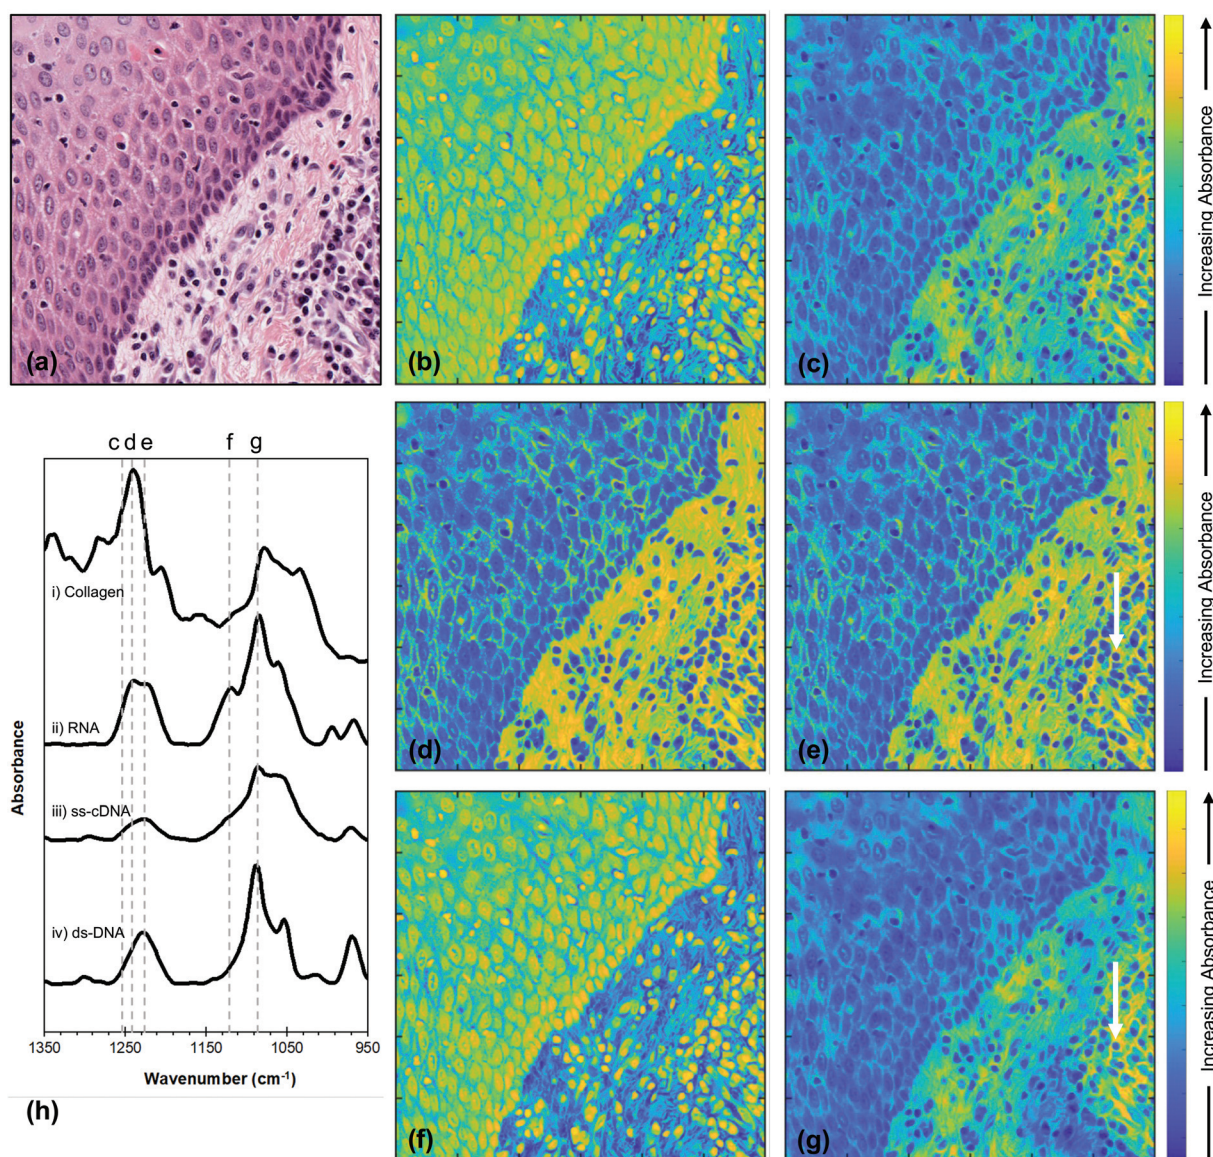 (a)
(b)
(c)
Increasing Absorbance
c d e f g
i) Collagen
ii) RNA
iii) ss-cDNA
iv) ds-DNA
Absorbance
1350 1250 1150 1050 950
Wavenumber (cm⁻¹)
(h)
(d)
(e)
Increasing Absorbance
(f)
(g)
Increasing Absorbance